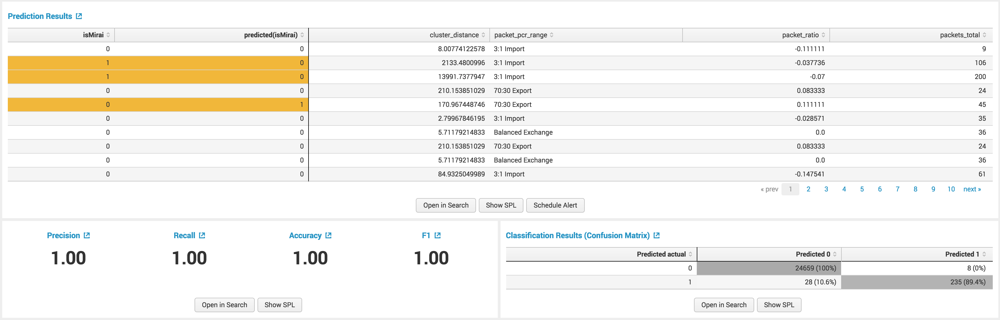 Prediction Results
isMirai predicted(isMirai) cluster_distance packet_pcr_range packet_ratio packets_total
0 0 8.00774122578 3:1 Import -0.111111 9
1 0 2133.4800996 3:1 Import -0.037736 106
1 0 13991.7377947 3:1 Import -0.07 200
0 0 210.153851029 70:30 Export 0.083333 24
0 1 170.967448746 70:30 Export 0.111111 45
0 0 2.79967846195 3:1 Import -0.028571 35
0 0 5.71179214833 Balanced Exchange 0.0 36
0 0 210.153851029 70:30 Export 0.083333 24
0 0 5.71179214833 Balanced Exchange 0.0 36
0 0 84.9325049989 3:1 Import -0.147541 61
« prev 1 2 3 4 5 6 7 8 9 10 next »
Open in Search Show SPL Schedule Alert
Precision Recall Accuracy F1
1.00 1.00 1.00 1.00
Open in Search Show SPL
Classification Results (Confusion Matrix)
Predicted actual Predicted 0 Predicted 1
0 24659 (100%) 8 (0%)
1 28 (10.6%) 235 (89.4%)
Open in Search Show SPL